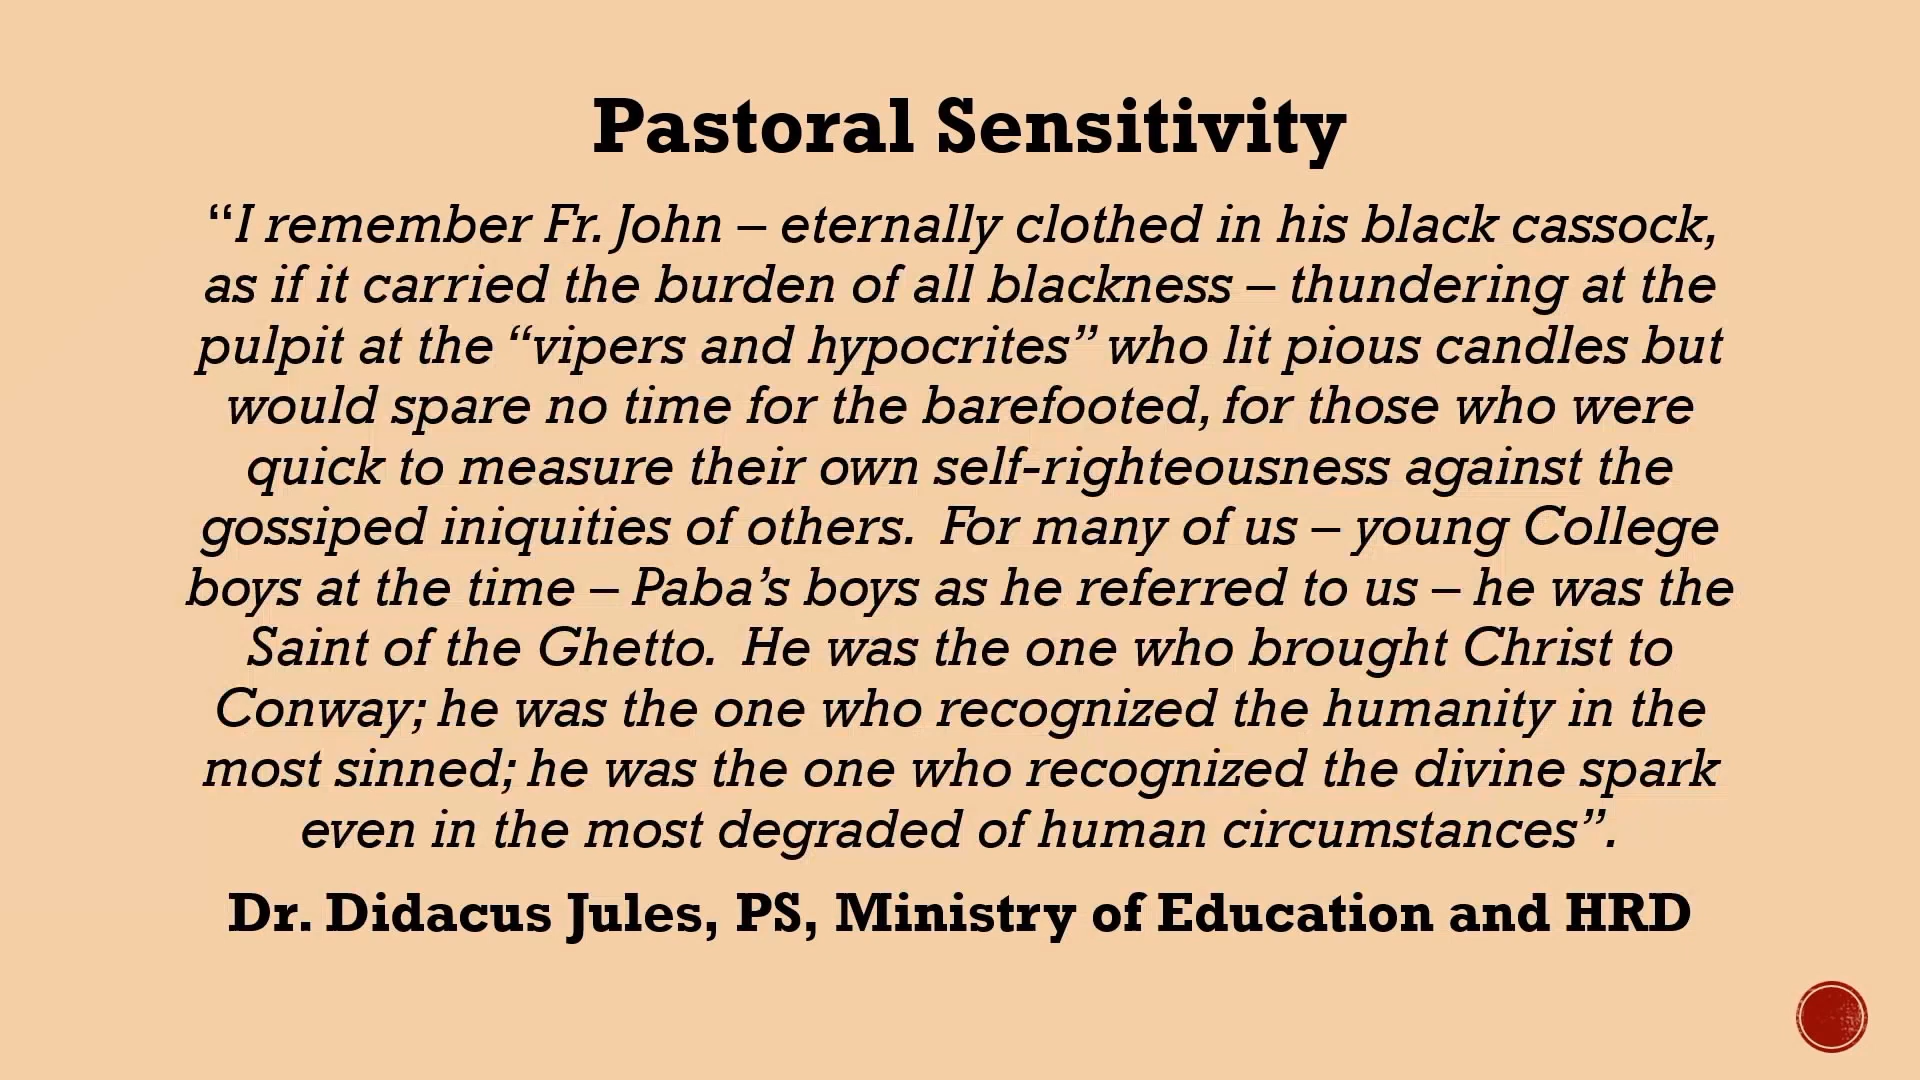 Pastoral Sensitivity
“I remember Fr. John – eternally clothed in his black cassock,
as if it carried the burden of all blackness – thundering at the
pulpit at the “vipers and hypocrites” who lit pious candles but
would spare no time for the barefooted, for those who were
quick to measure their own self-righteousness against the
gossiped iniquities of others. For many of us – young College
boys at the time – Paba’s boys as he referred to us – he was the
Saint of the Ghetto. He was the one who brought Christ to
Conway; he was the one who recognized the humanity in the
most sinned; he was the one who recognized the divine spark
even in the most degraded of human circumstances”.
Dr. Didacus Jules, PS, Ministry of Education and HRD